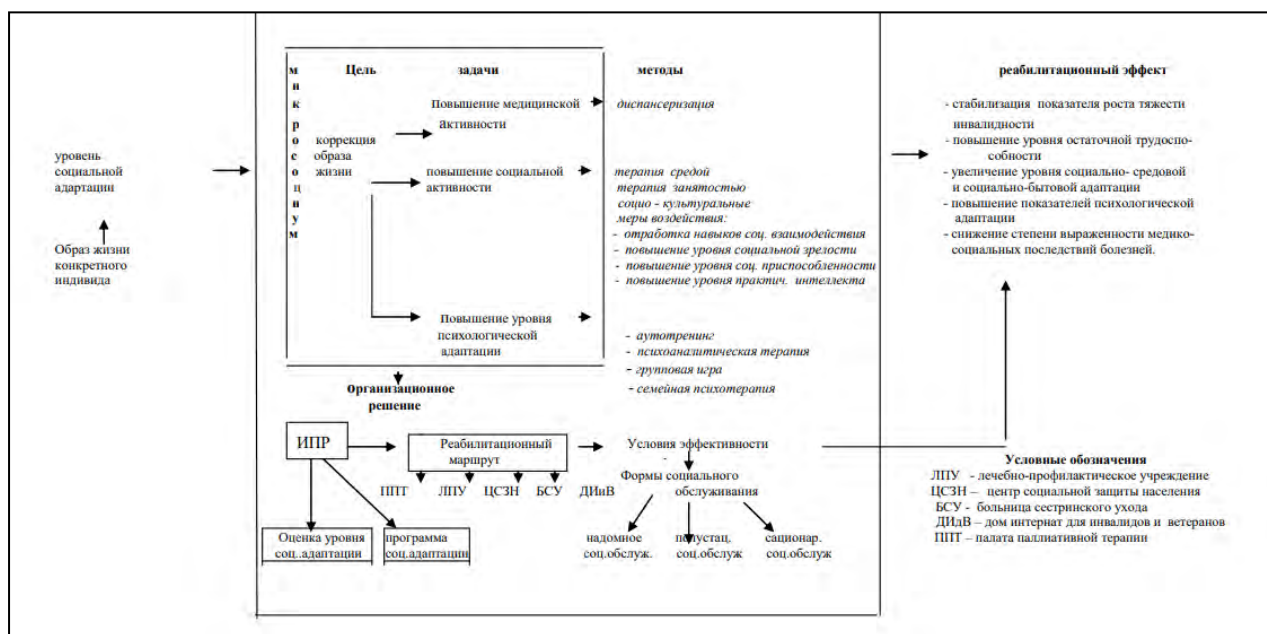 уровень
социальной
адартации
Образ жизни
конкретного
индивида
м
и
к
р
о
с
о
ц
и
у
м
Цель
коррекция
образа
жизни
задачи
Повышение медицинской
активности
повышение социальной
активности
Повышение уровня
психологической
адаптации
методы
диспансеризация
терапия средой
терапия занятостью
социо - культуральные
меры воздействия:
- отработка навыков соц. взаимодействия
- повышение уровня социальной зрелости
- повышение уровня соц. приспособленности
- повышение уровня практич. интеллекта
- аутотренинг
- психоаналитическая терапия
- групповая игра
- семейная психотерапия
Организационное
решение
ИПР
Реабилитационный
маршрут
Условия эффективности
-
ППТ ЛПУ ЦСЗН БСУ ДИиВ
Формы социального
обслуживания
Оценка уровня
соц..адаптации
программа
соц.адаптации
надомное
соц.обслуж.
полустац.
соц.обслуж
сационар.
соц.обслуж
реабилитационный эффект
- стабилизация показателя роста тяжести
инвалидности
- повышение уровня остаточной трудоспо-
собности
- увеличение уровня социально- средовой
и социально-бытовой адаптации
- повышение показателей психологической
адаптации
- снижение степени выраженности медико-
социальных последствий болезней.
Условные обозначения
ЛПУ - лечебно-профилактическое учреждение
ЦСЗН – центр социальной защиты населения
БСУ - больница сестринского ухода
ДИдВ – дом интернат для инвалидов и ветеранов
ППТ – палата паллиативной терапии